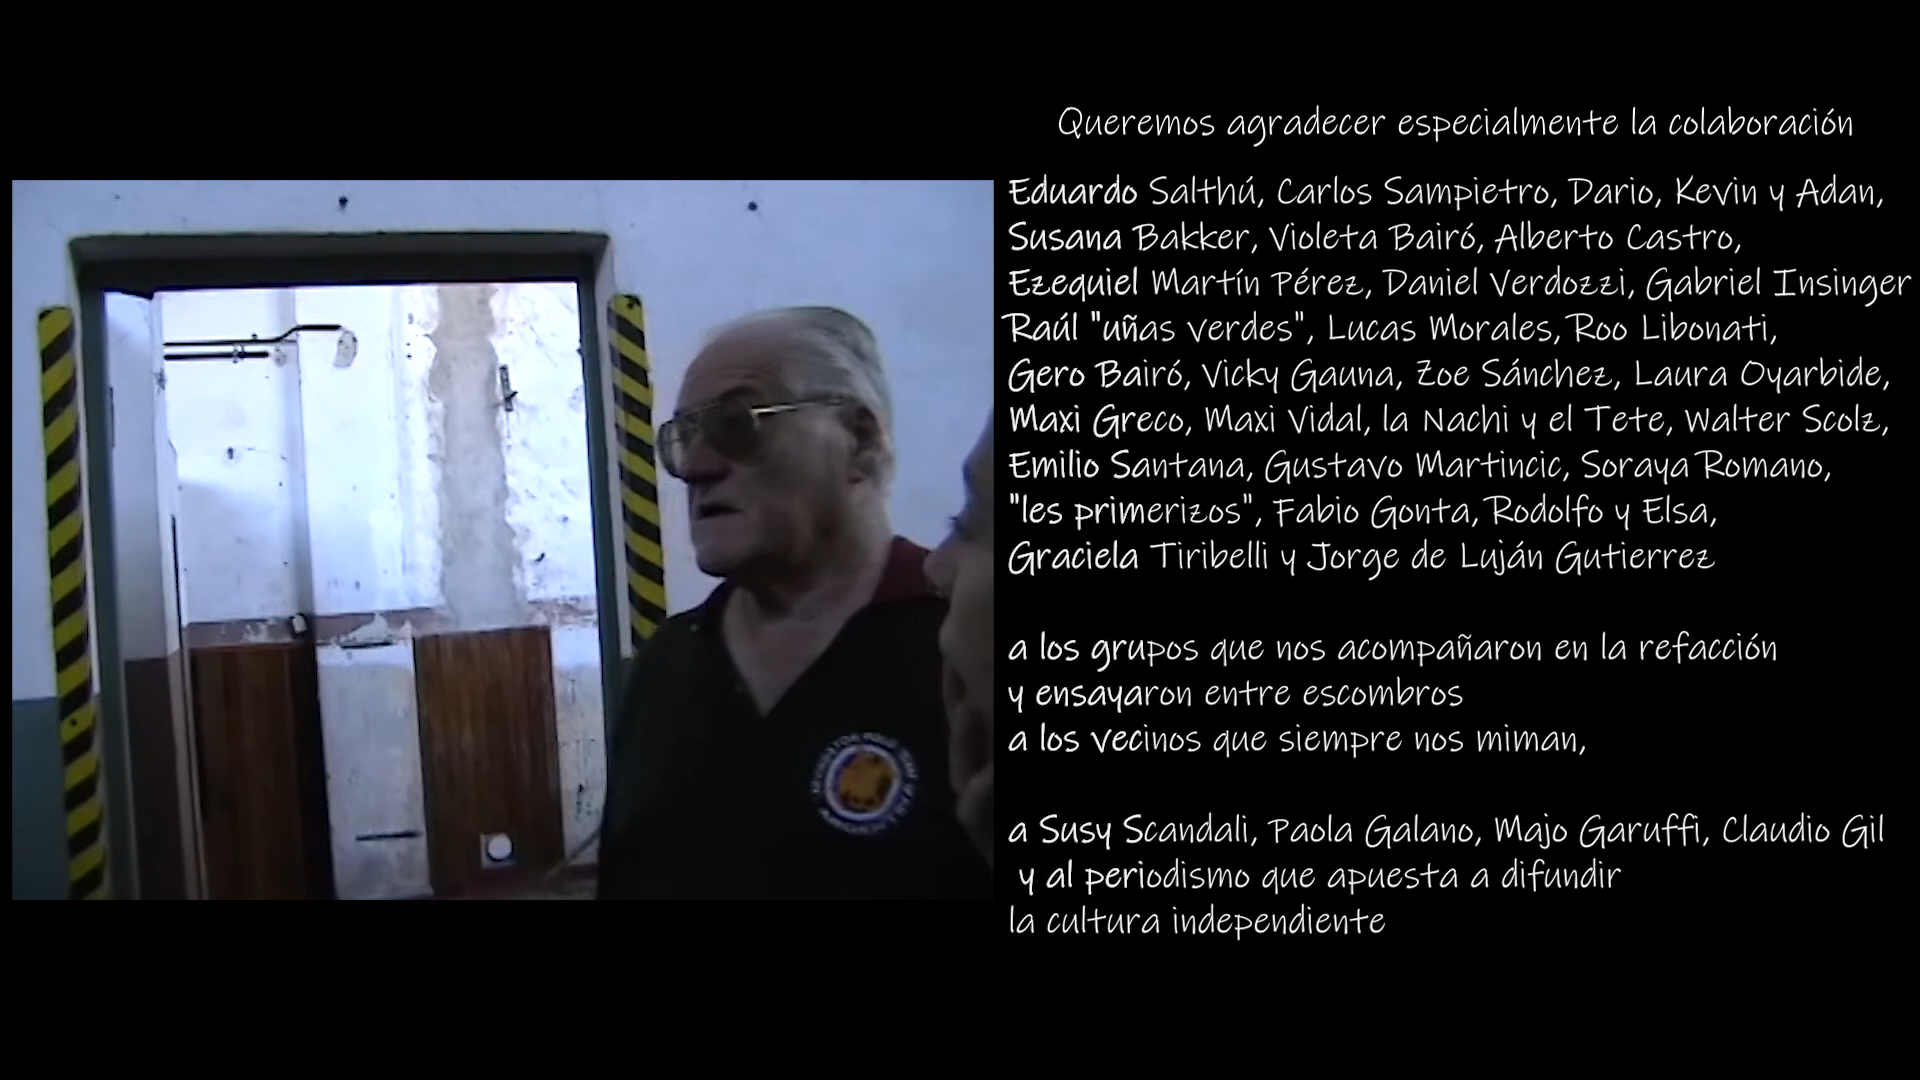 Queremos agradecer especialmente la colaboración
Eduardo Salthú, Carlos Sampietro, Dario, Kevin y Adan,
Susana Bakker, Violeta Bairó, Alberto Castro,
Ezequiel Martín Pérez, Daniel Verdozzi, Gabriel Insinger
Raúl "uñas verdes", Lucas Morales, Roo Libonati,
Gero Bairó, Vicky Gauna, Zoe Sánchez, Laura Oyarbide,
Maxi Greco, Maxi Vidal, la Nachi y el Tete, Walter Scolz,
Emilio Santana, Gustavo Martincic, Soraya Romano,
"les primerizos", Fabio Gonta, Rodolfo y Elsa,
Graciela Tiribelli y Jorge de Luján Gutierrez
a los grupos que nos acompañaron en la refacción
y ensayaron entre escombros
a los vecinos que siempre nos miman,
a Susy Scandali, Paola Galano, Majo Garuffi, Claudio Gil
y al periodismo que apuesta a difundir
la cultura independiente